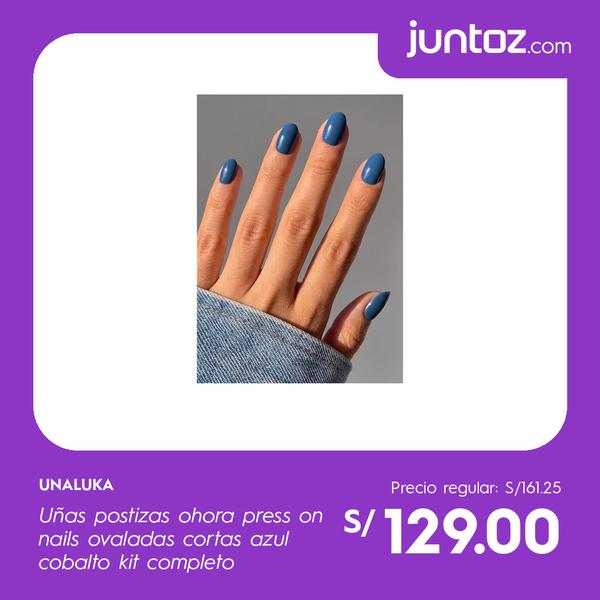 juntoz.com
UNALUKA
Uñas postizas ohora press on
nails ovaladas cortas azul
cobalto kit completo
Precio regular: S/161.25
S/129.00